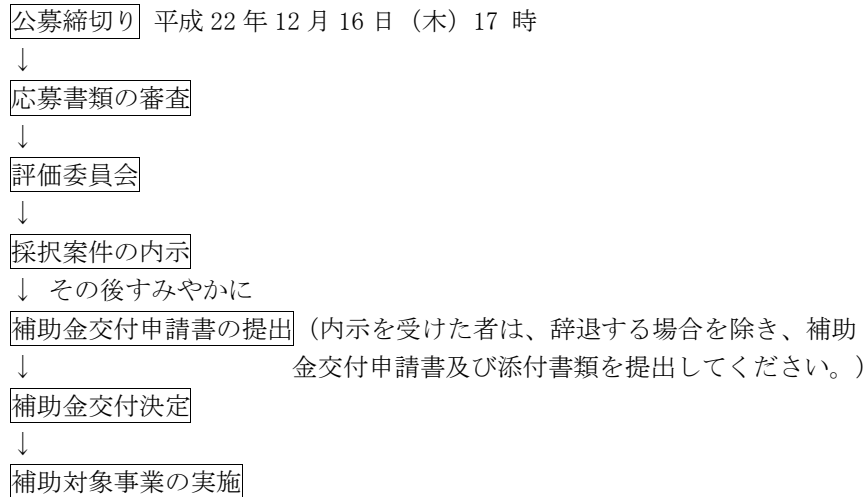 公募締切り 平成 22 年 12 月 16 日（木）17 時
↓
応募書類の審査
↓
評価委員会
↓
採択案件の内示
↓ その後すみやかに
補助金交付申請書の提出（内示を受けた者は、辞退する場合を除き、補助
↓ 金交付申請書及び添付書類を提出してください。）
補助金交付決定
↓
補助対象事業の実施